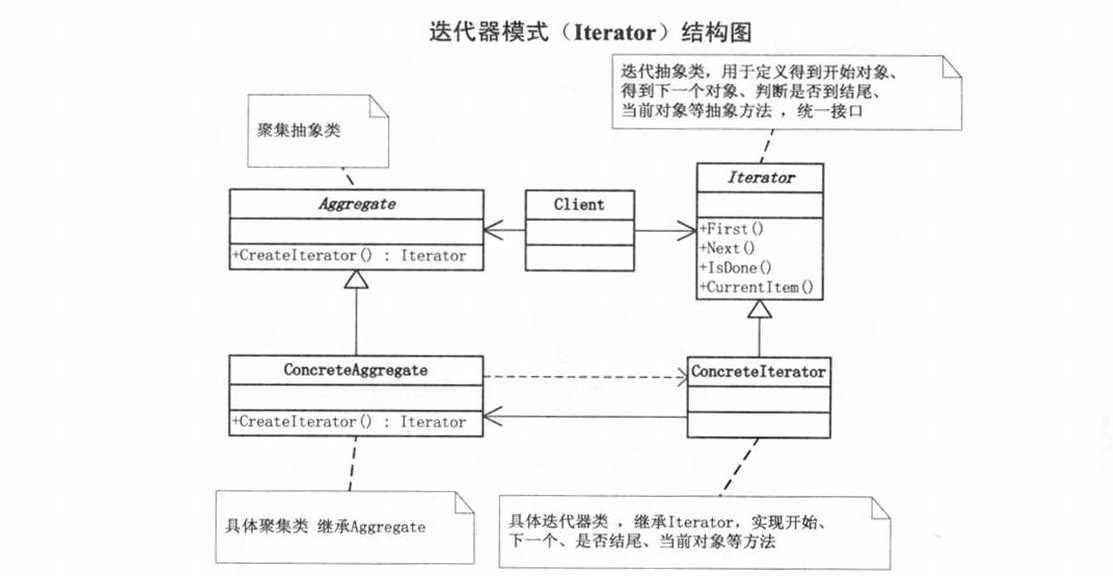 迭代器模式（Iterator）结构图
迭代抽象类，用于定义得到开始对象、
得到下一个对象、判断是否到结尾、
当前对象等抽象方法 ，统一接口
聚集抽象类
Aggregate
+CreateIterator() : Iterator
Client
Iterator
+First()
+Next()
+IsDone()
+CurrentItem()
ConcreteAggregate
+CreateIterator() : Iterator
ConcreteIterator
具体聚集类 继承Aggregate
具体迭代器类 ，继承Iterator，实现开始、
下一个、是否结尾、当前对象等方法